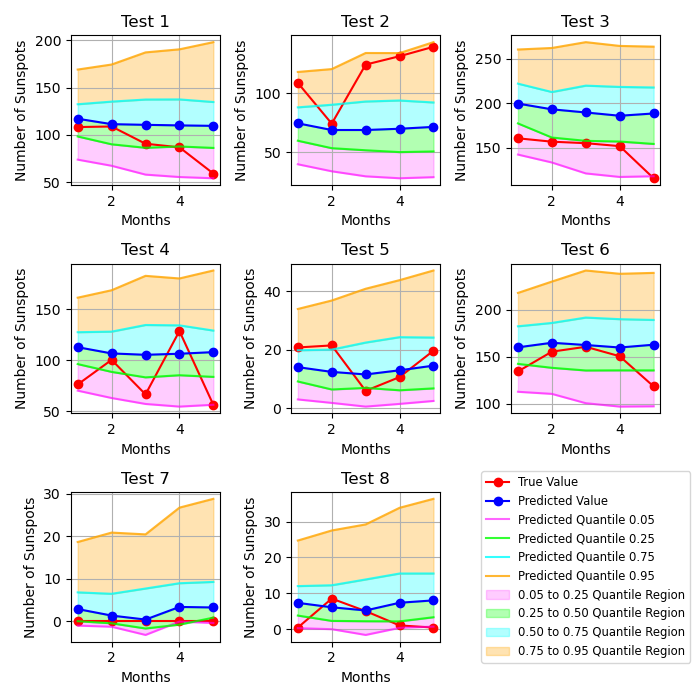 Test 1
Test 2
Test 3
Number of Sunspots
200
150
100
50
2
4
Months
Number of Sunspots
100
50
2
4
Months
Number of Sunspots
250
200
150
2
4
Months
Test 4
Test 5
Test 6
Number of Sunspots
150
100
50
2
4
Months
Number of Sunspots
40
20
0
2
4
Months
Number of Sunspots
200
150
100
2
4
Months
Test 7
Test 8
Number of Sunspots
30
20
10
0
2
4
Months
Number of Sunspots
30
20
10
0
2
4
Months
True Value
Predicted Value
Predicted Quantile 0.05
Predicted Quantile 0.25
Predicted Quantile 0.75
Predicted Quantile 0.95
0.05 to 0.25 Quantile Region
0.25 to 0.50 Quantile Region
0.50 to 0.75 Quantile Region
0.75 to 0.95 Quantile Region